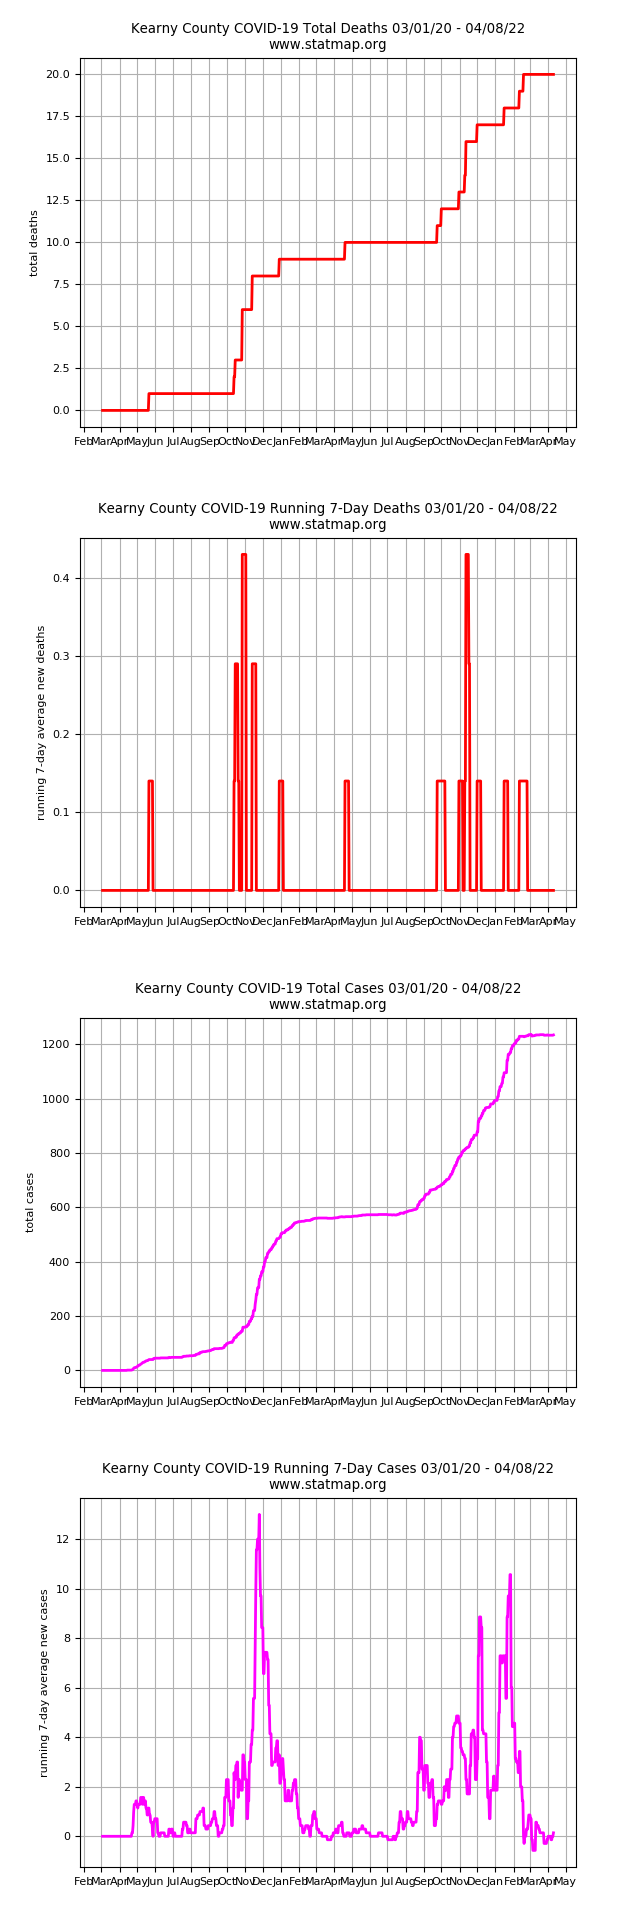 Kearny County COVID-19 Total Deaths 03/01/20 - 04/08/22
www.statmap.org
20.0
17.5
15.0
12.5
10.0
7.5
5.0
2.5
0.0
total deaths
Feb Mar Apr May Jun Jul Aug Sep Oct Nov Dec Jan Feb Mar Apr May Jun Jul Aug Sep Oct Nov Dec Jan Feb Mar Apr May
Kearny County COVID-19 Running 7-Day Deaths 03/01/20 - 04/08/22
www.statmap.org
0.4
0.3
0.2
0.1
0.0
running 7-day average new deaths
Feb Mar Apr May Jun Jul Aug Sep Oct Nov Dec Jan Feb Mar Apr May Jun Jul Aug Sep Oct Nov Dec Jan Feb Mar Apr May
Kearny County COVID-19 Total Cases 03/01/20 - 04/08/22
www.statmap.org
1200
1000
800
600
400
200
0
total cases
Feb Mar Apr May Jun Jul Aug Sep Oct Nov Dec Jan Feb Mar Apr May Jun Jul Aug Sep Oct Nov Dec Jan Feb Mar Apr May
Kearny County COVID-19 Running 7-Day Cases 03/01/20 - 04/08/22
www.statmap.org
12
10
8
6
4
2
0
running 7-day average new cases
Feb Mar Apr May Jun Jul Aug Sep Oct Nov Dec Jan Feb Mar Apr May Jun Jul Aug Sep Oct Nov Dec Jan Feb Mar Apr May